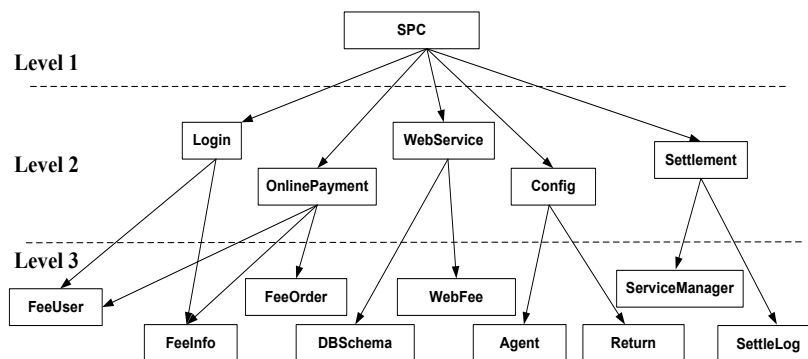 SPC
Level 1
Login
WebService
Settlement
Level 2
OnlinePayment
Config
Level 3
FeeUser
FeeOrder
WebFee
ServiceManager
FeeInfo
DBSchema
Agent
Return
SettleLog